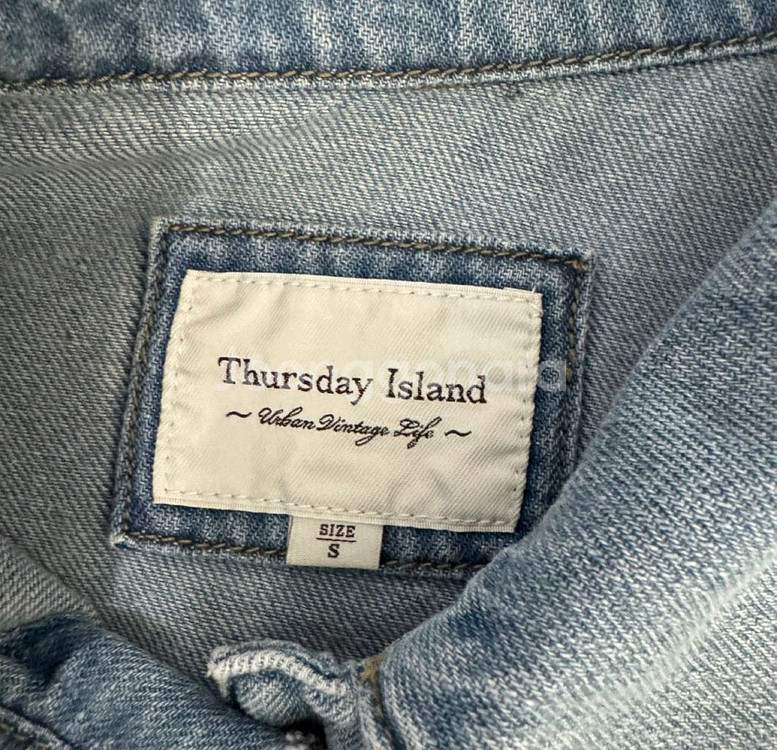 Thursday Island
~ Urban Vintage Life ~
SIZE
S